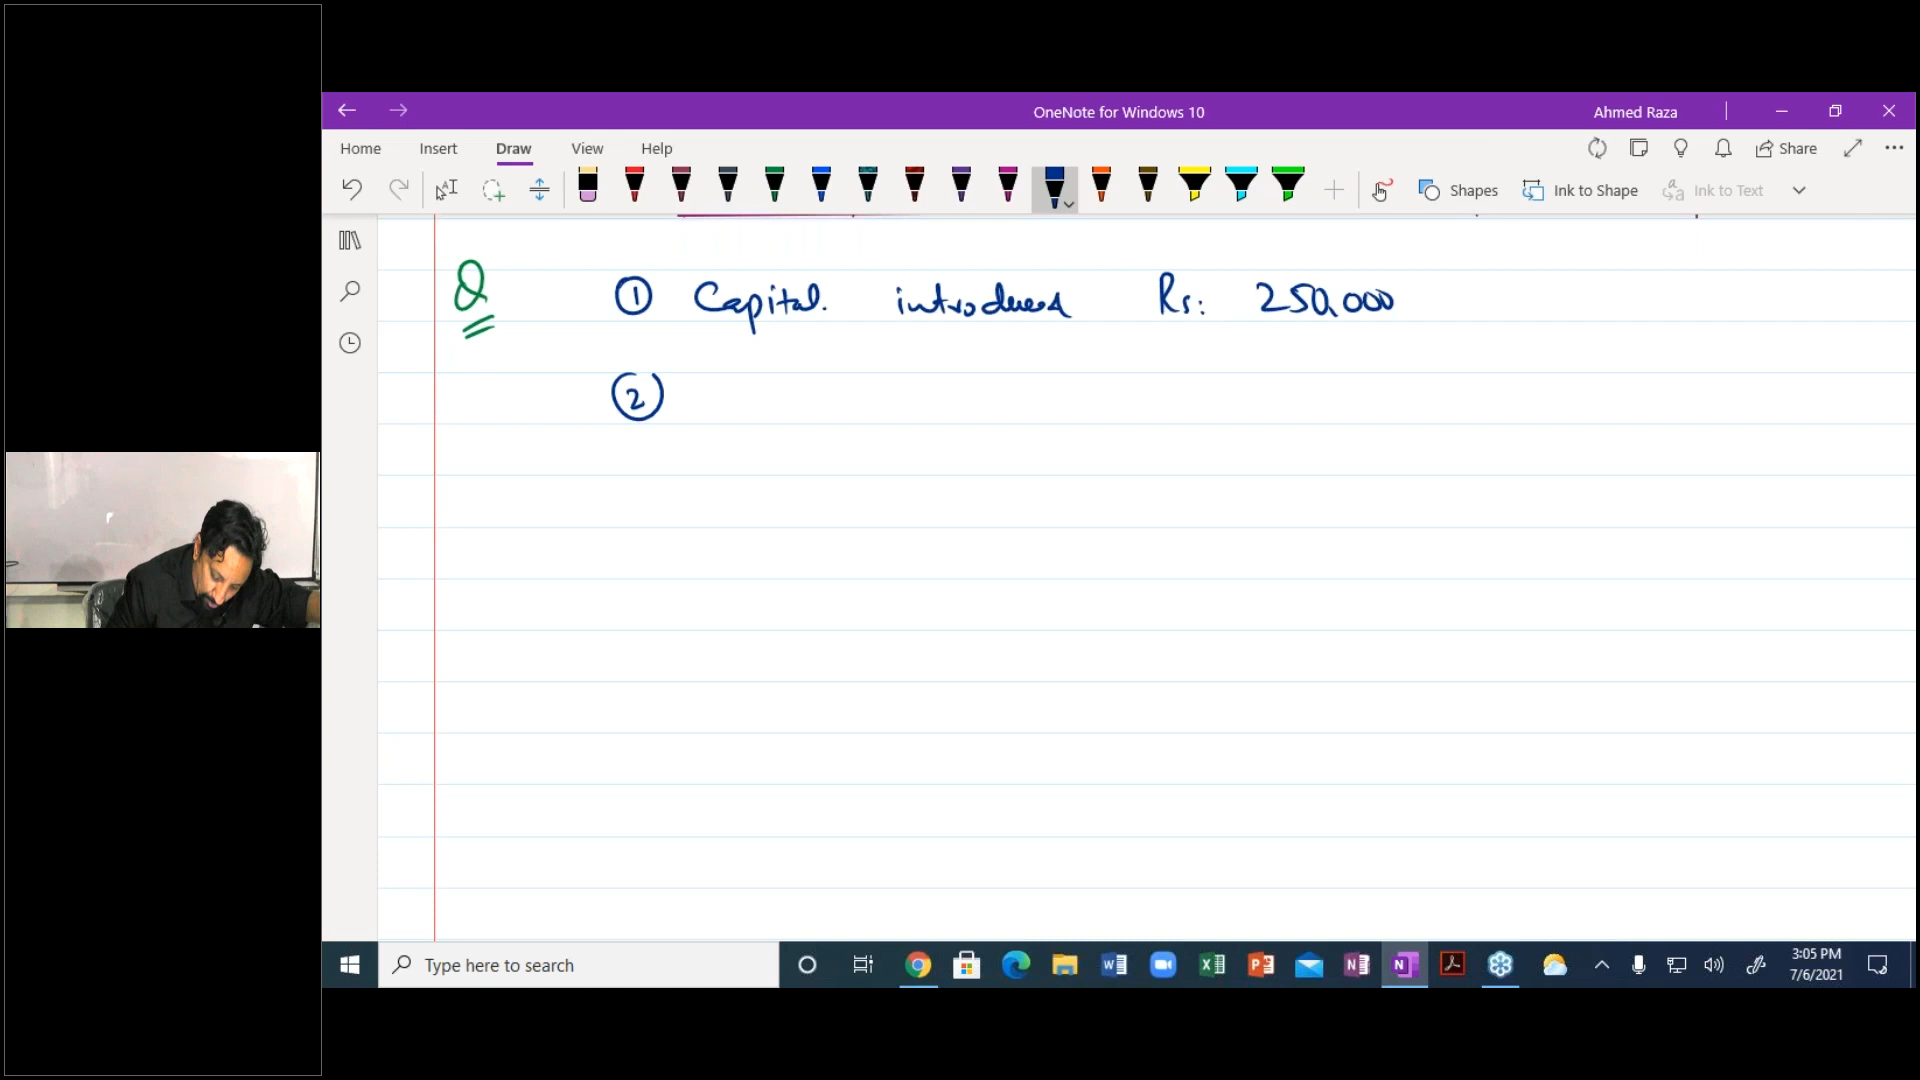 OneNote for Windows 10 Ahmed Raza
Home Insert Draw View Help Share
Shapes Ink to Shape Ink to Text
Q ① Capital. introduced Rs: 250,000
②
Type here to search
3:05 PM
7/6/2021